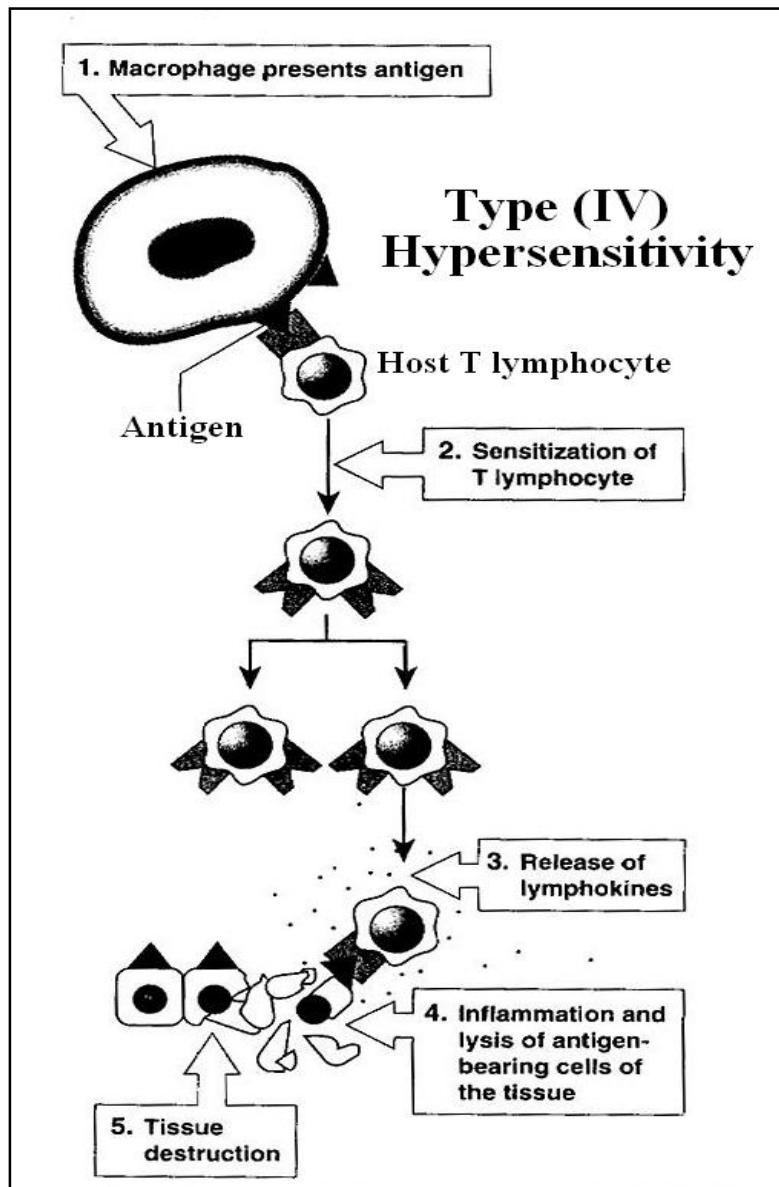 1. Macrophage presents antigen
Type (IV)
Hypersensitivity
Host T lymphocyte
Antigen
2. Sensitization of
T lymphocyte
3. Release of
lymphokines
4. Inflammation and
lysis of antigen-
bearing cells of
the tissue
5. Tissue
destruction